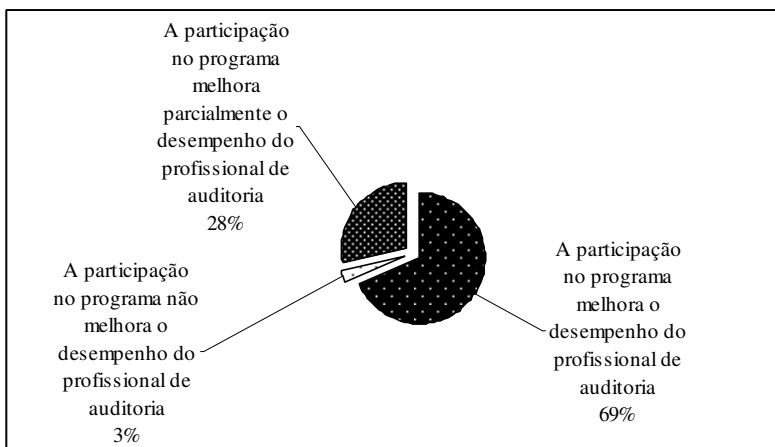 A participação
no programa
melhora
parcialmente o
desempenho do
profissional de
auditoria
28%
A participação
no programa não
melhora o
desempenho do
profissional de
auditoria
3%
A participação
no programa
melhora o
desempenho do
profissional de
auditoria
69%